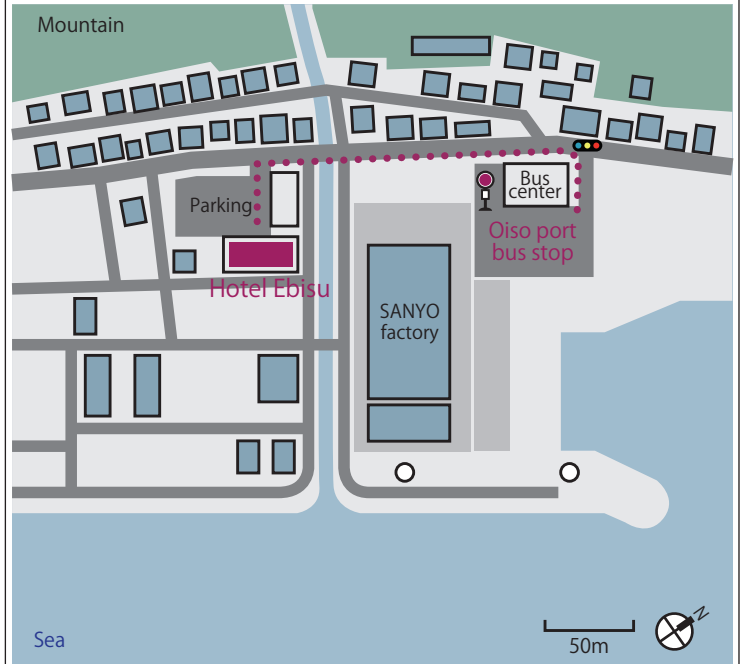 Mountain
Bus
center
Parking
Oiso port
bus stop
Hotel Ebisu
SANYO
factory
Sea
50m
N